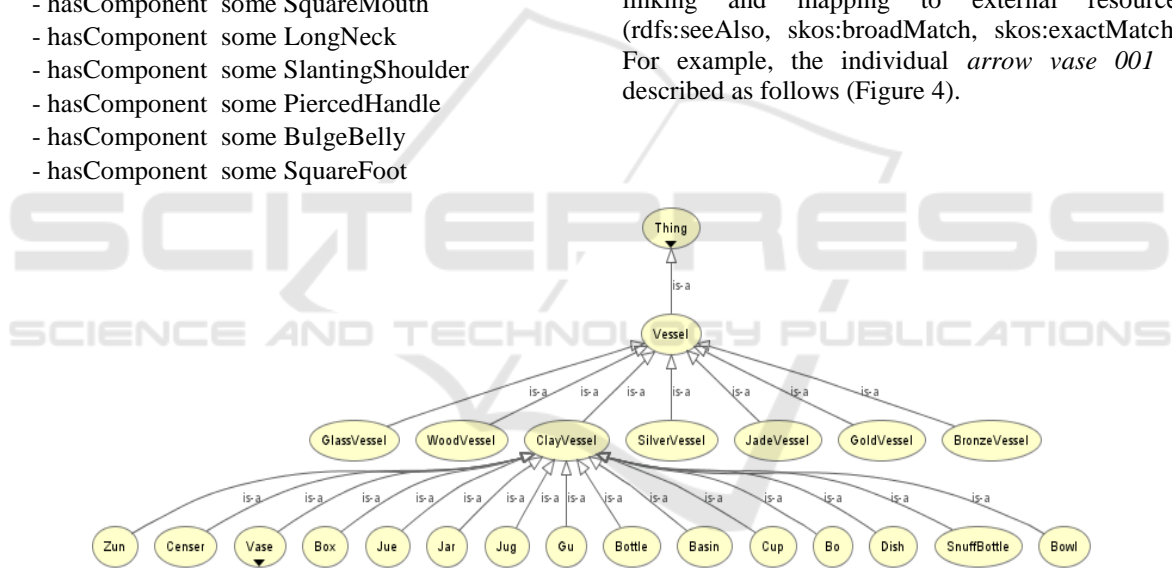 - hasComponent some SquareMouth
- hasComponent some LongNeck
- hasComponent some SlantingShoulder
- hasComponent some PiercedHandle
- hasComponent some BulgeBelly
- hasComponent some SquareFoot
linking and mapping to external resource
(rdfs:seeAlso, skos:broadMatch, skos:exactMatch
For example, the individual arrow vase 001
described as follows (Figure 4).
SCITEPRESS
SCIENCE AND TECHNOLOGY PUBLICATIONS
Thing
is-a
Vessel
is-a is-a is-a is-a is-a is-a is-a
GlassVessel WoodVessel ClayVessel SilverVessel JadeVessel GoldVessel BronzeVessel
is-a is-a is-a is-a is-a is-a is-a is-a is-a is-a is-a is-a is-a is-a is-a
Zun Censer Vase Box Jue Jar Jug Gu Bottle Basin Cup Bo Dish SnuffBottle Bowl